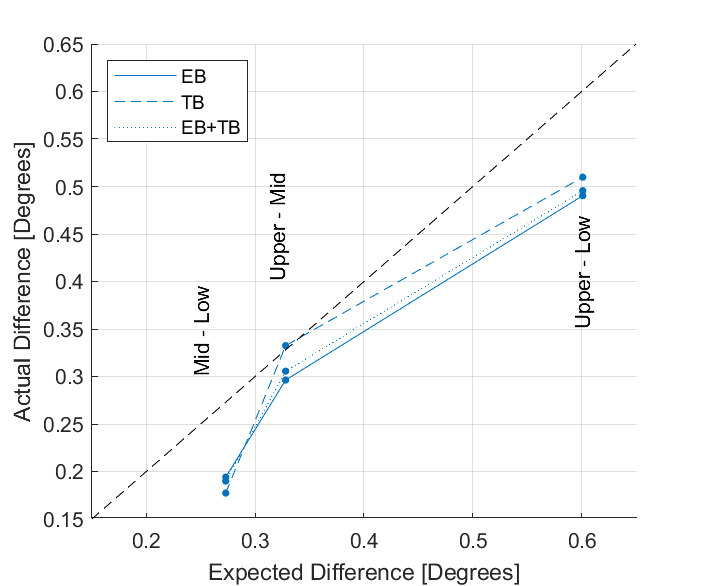 0.65
0.6
0.55
0.5
0.45
0.4
0.35
0.3
0.25
0.2
0.15
Actual Difference [Degrees]
EB
TB
EB+TB
Mid - Low
Upper - Mid
Upper - Low
0.2 0.3 0.4 0.5 0.6
Expected Difference [Degrees]